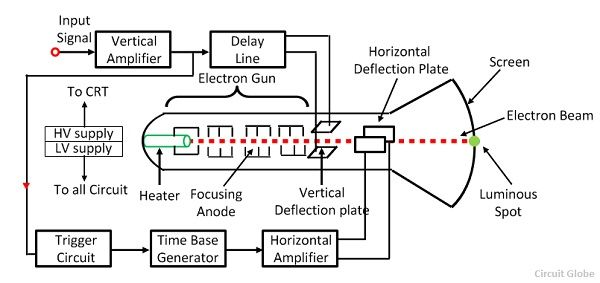 Input
Signal
Vertical
Amplifier
Delay
Line
Electron Gun
Horizontal
Deflection Plate
Screen
To CRT
HV supply
LV supply
To all Circuit
Electron Beam
Heater
Focusing
Anode
Vertical
Deflection plate
Luminous
Spot
Trigger
Circuit
Time Base
Generator
Horizontal
Amplifier
Circuit Globe